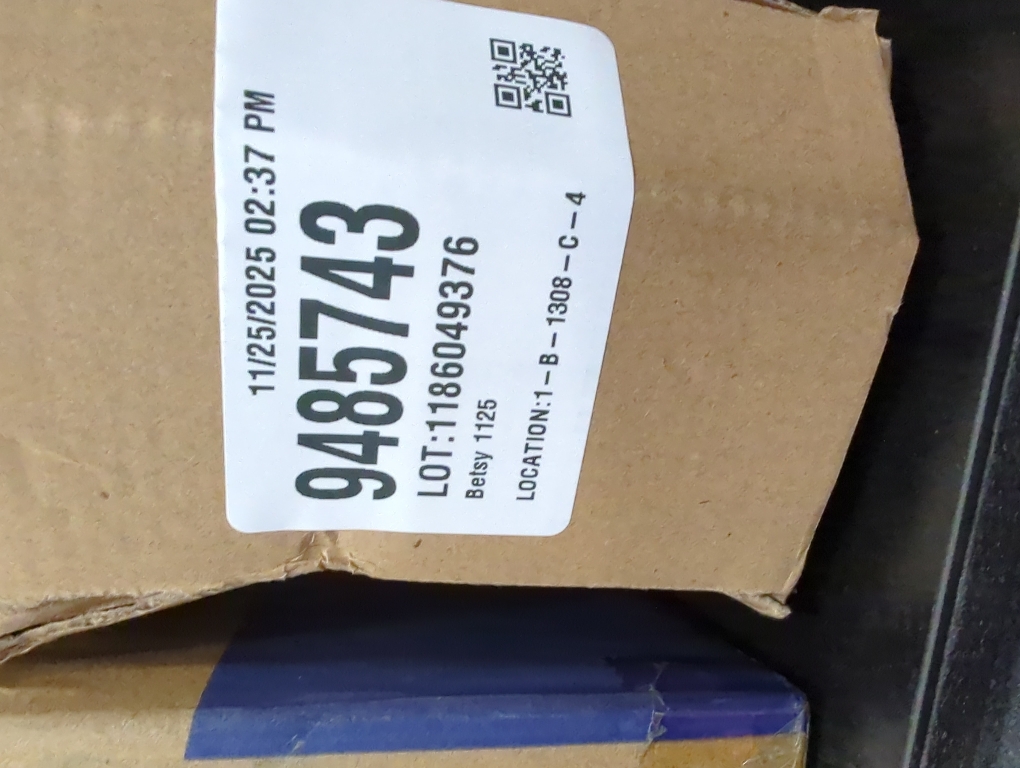 11/25/2025 02:37 PM
9485743
LOT:1186049376
Betsy 1125
LOCATION:1-B-1308-C-4